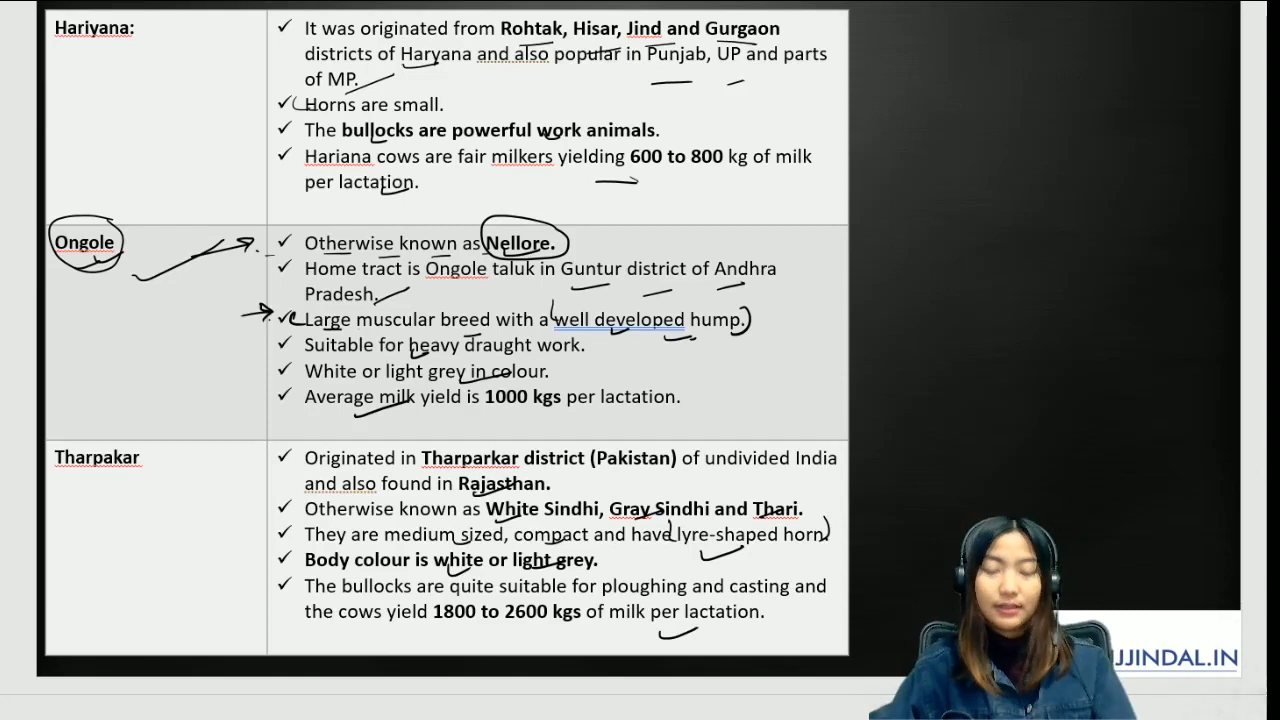 Hariyana:
✓ It was originated from Rohtak, Hisar, Jind and Gurgaon
districts of Haryana and also popular in Punjab, UP and parts
of MP.
✓ Horns are small.
✓ The bullocks are powerful work animals.
✓ Hariana cows are fair milkers yielding 600 to 800 kg of milk
per lactation.
Ongole
✓ Otherwise known as Nellore.
✓ Home tract is Ongole taluk in Guntur district of Andhra
Pradesh.
✓ Large muscular breed with a well developed hump.
✓ Suitable for heavy draught work.
✓ White or light grey in colour.
✓ Average milk yield is 1000 kgs per lactation.
Tharpakar
✓ Originated in Tharparkar district (Pakistan) of undivided India
and also found in Rajasthan.
✓ Otherwise known as White Sindhi, Gray Sindhi and Thari.
✓ They are medium sized, compact and have lyre-shaped horn.
✓ Body colour is white or light grey.
✓ The bullocks are quite suitable for ploughing and casting and
the cows yield 1800 to 2600 kgs of milk per lactation.
JJINDAL.IN